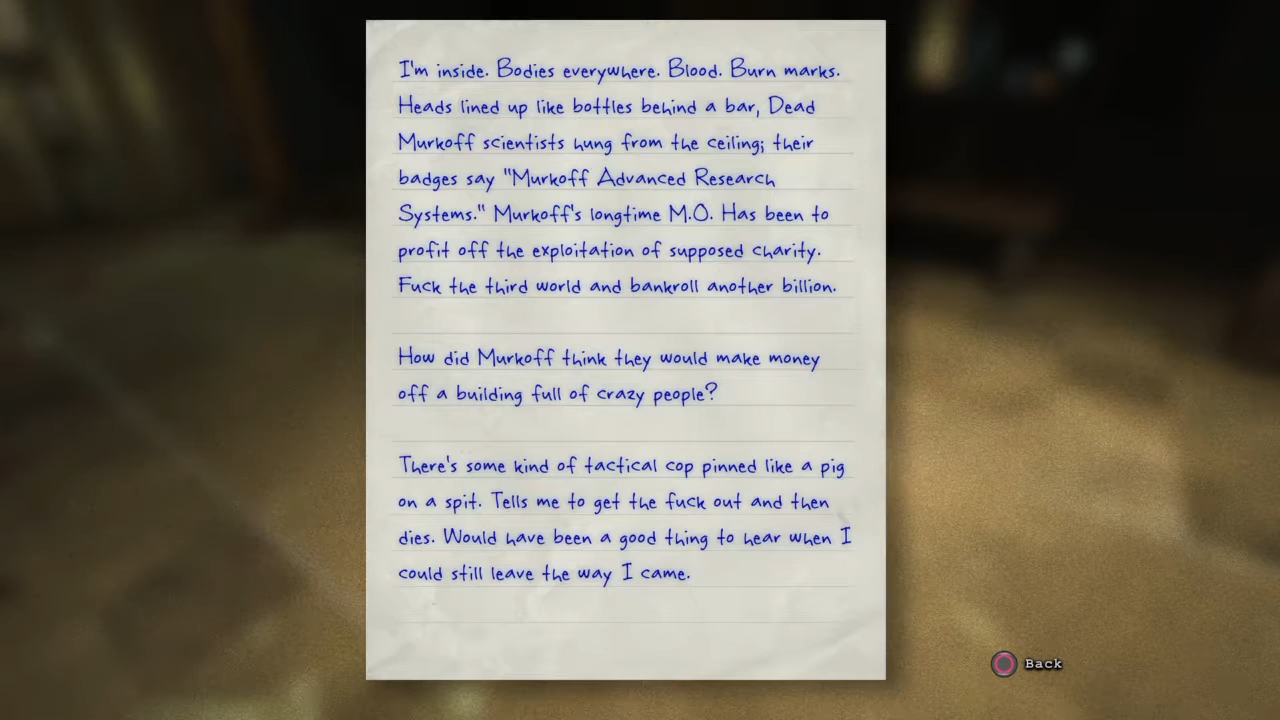 I'm inside. Bodies everywhere. Blood. Burn marks.
Heads lined up like bottles behind a bar, Dead
Murkoff scientists hung from the ceiling; their
badges say "Murkoff Advanced Research
Systems." Murkoff's longtime M.O. Has been to
profit off the exploitation of supposed charity.
Fuck the third world and bankroll another billion.
How did Murkoff think they would make money
off a building full of crazy people?
There's some kind of tactical cop pinned like a pig
on a spit. Tells me to get the fuck out and then
dies. Would have been a good thing to hear when I
could still leave the way I came.
Back